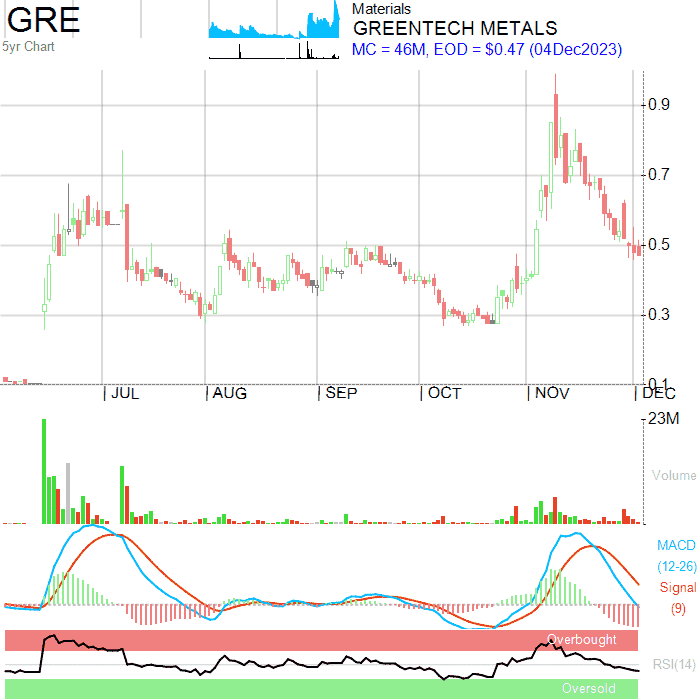 GRE
5yr Chart
Materials
GREENTECH METALS
MC = 46M, EOD = $0.47 (04Dec2023)
0.9
0.7
0.5
0.3
0.1
JUL AUG SEP OCT NOV DEC
23M
Volume
MACD
(12-26)
Signal
(9)
Overbought
RSI(14)
Oversold